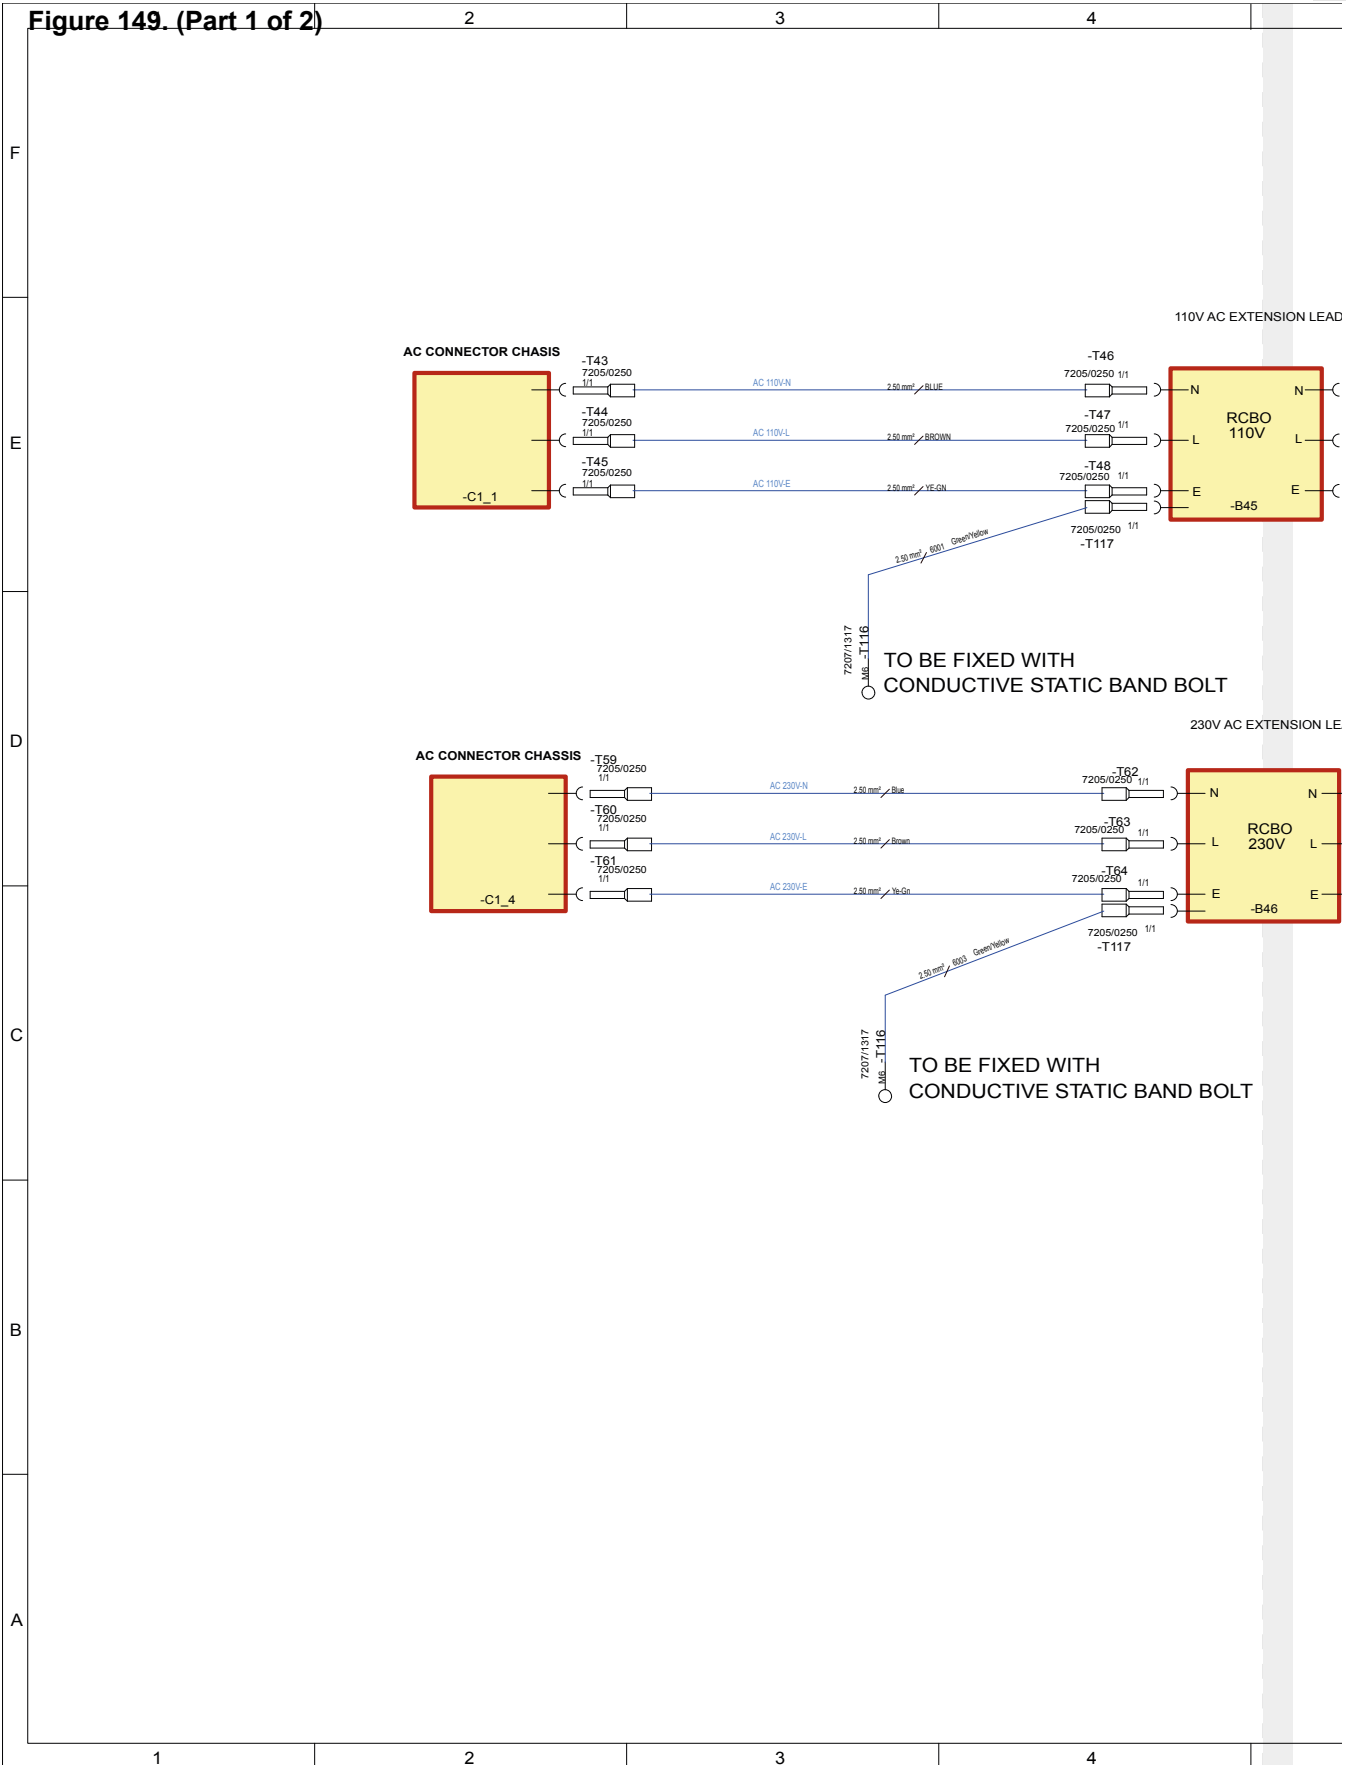 Figure 149. (Part 1 of 2)
2
3
4
F
110V AC EXTENSION LEAD
AC CONNECTOR CHASIS
-T43
7205/0250
1/1
AC 110V-N
2.50 mm² BLUE
-T46
7205/0250 1/1
N
N
-T44
7205/0250
1/1
AC 110V-L
2.50 mm² BROWN
-T47
7205/0250 1/1
RCBO
110V
L
L
E
-T45
7205/0250
1/1
AC 110V-E
2.50 mm² YE-GN
-T48
7205/0250 1/1
E
E
-C1_1
-B45
7205/0250 1/1
-T117
2.50 mm² 6001 Green/Yellow
7207/1317
M6 -T116
TO BE FIXED WITH
CONDUCTIVE STATIC BAND BOLT
230V AC EXTENSION LE
D
AC CONNECTOR CHASSIS
-T59
7205/0250
1/1
AC 230V-N
2.50 mm² Blue
-T62
7205/0250 1/1
N
N
-T60
7205/0250
1/1
AC 230V-L
2.50 mm² Brown
-T63
7205/0250 1/1
RCBO
230V
L
L
-T61
7205/0250
1/1
AC 230V-E
2.50 mm² Ye-Gn
-T64
7205/0250 1/1
E
E
-C1_4
-B46
7205/0250 1/1
-T117
2.50 mm² 6003 Green/Yellow
7207/1317
M6 -T116
C
TO BE FIXED WITH
CONDUCTIVE STATIC BAND BOLT
B
A
1
2
3
4